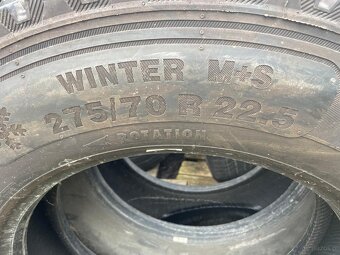 WINTER M+S
275/70 R 22.5
ROTATION